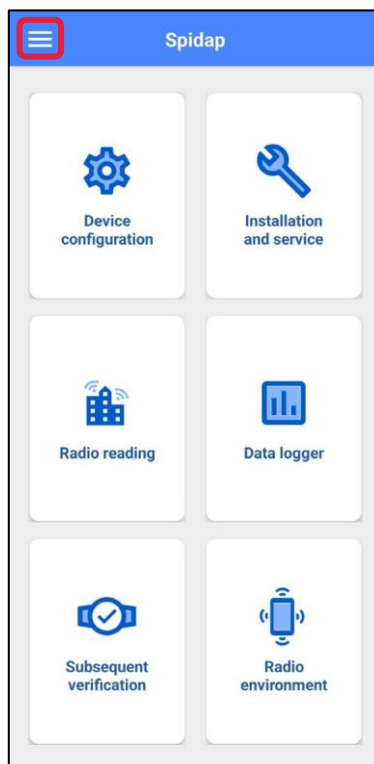 Spidap
Device
configuration
Installation
and service
Radio reading
Data logger
Subsequent
verification
Radio
environment